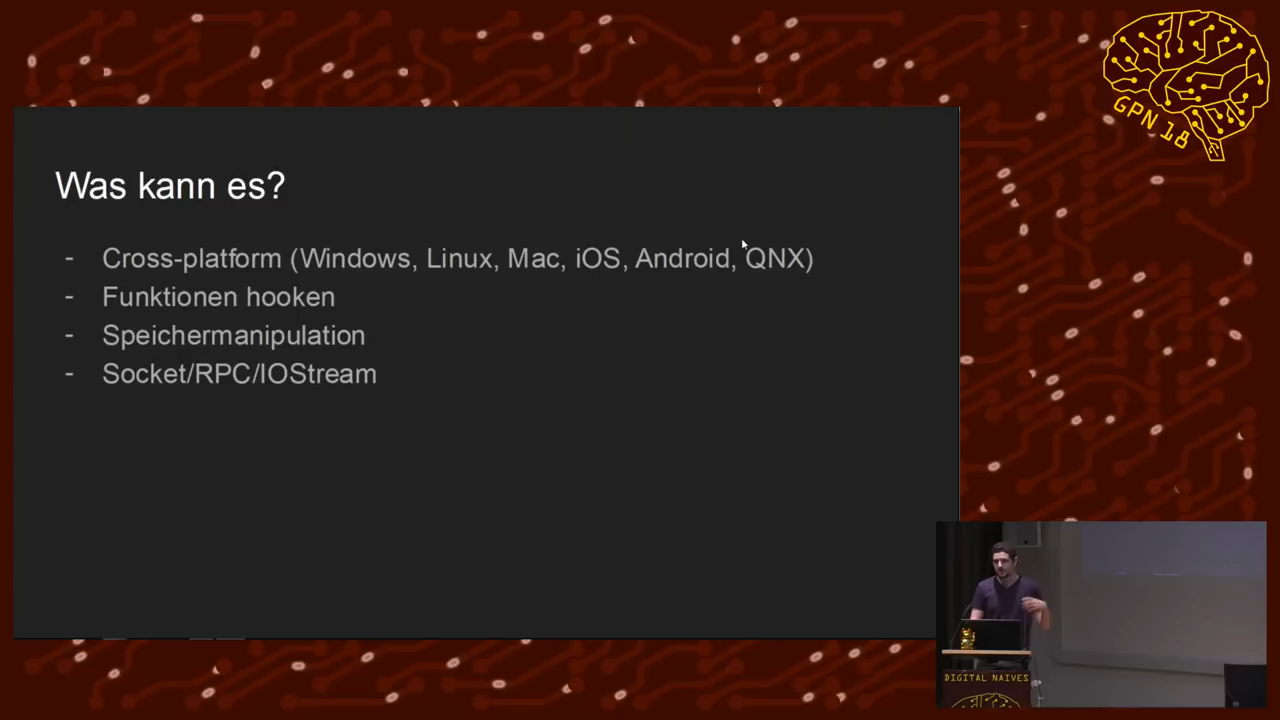 GPN 18
Was kann es?
- Cross-platform (Windows, Linux, Mac, iOS, Android, QNX)
- Funktionen hooken
- Speichermanipulation
- Socket/RPC/IOStream
DIGITAL NAIVES